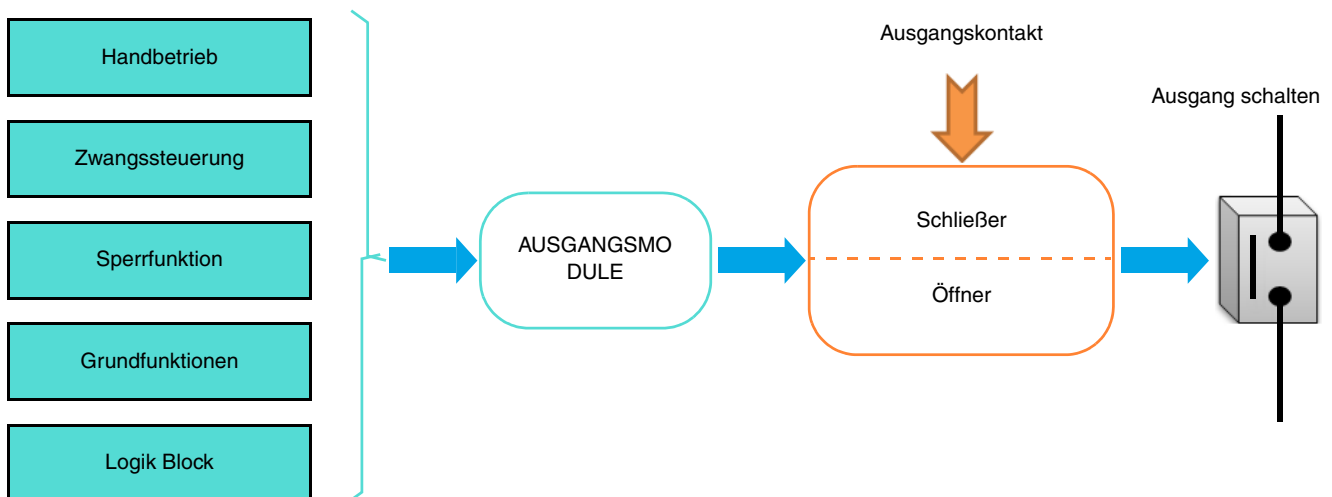 Handbetrieb
Zwangssteuerung
Sperrfunktion
Grundfunktionen
Logik Block
AUSGANGSMO
DULE
Ausgangskontakt
Schließer
Öffner
Ausgang schalten